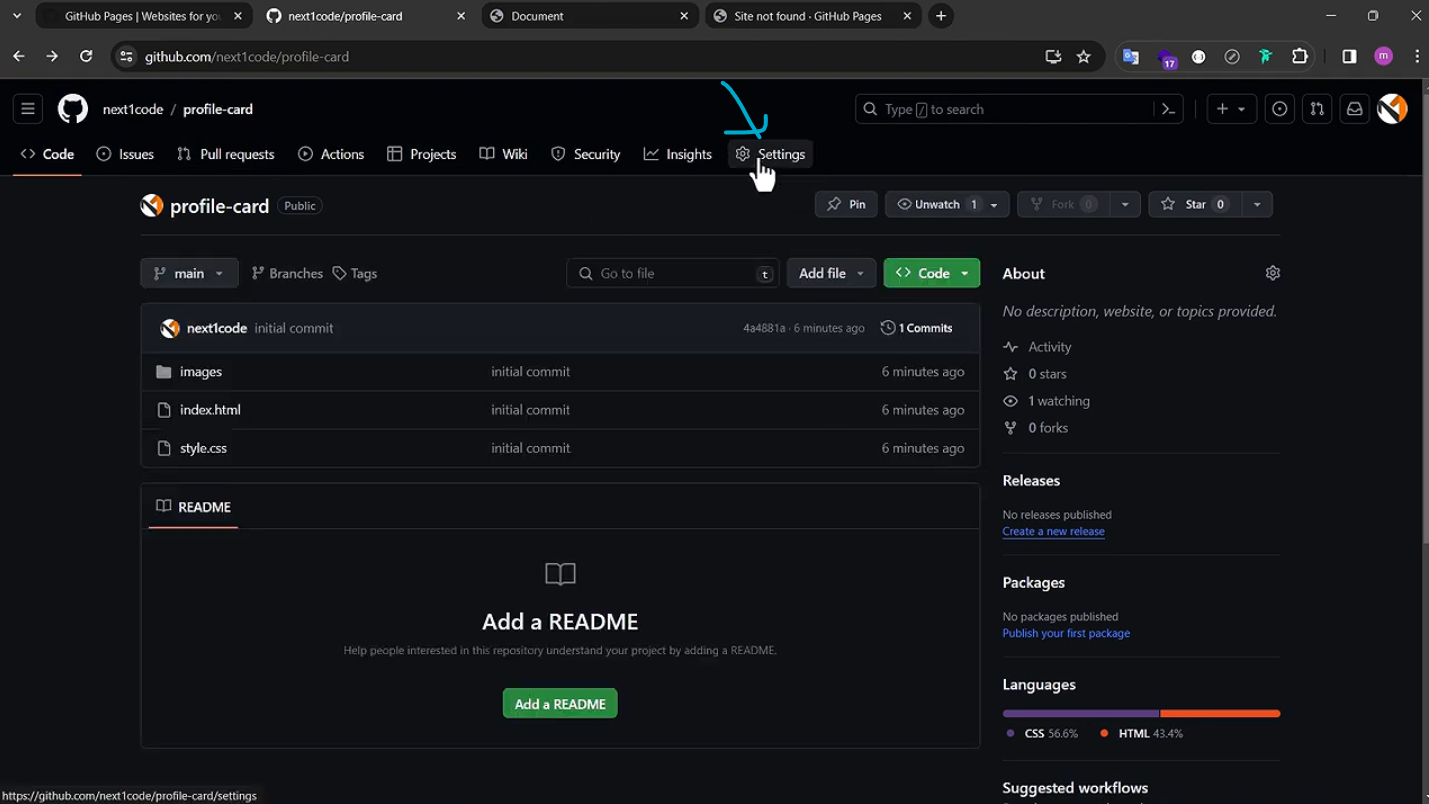 GitHub Pages | Websites for you
next1code/profile-card
Document
Site not found · GitHub Pages
github.com/next1code/profile-card
17
m
next1code / profile-card
Type / to search
Code
Issues
Pull requests
Actions
Projects
Wiki
Security
Insights
Settings
profile-card
Public
Pin
Unwatch 1
Fork 0
Star 0
main
Branches
Tags
Go to file
t
Add file
Code
next1code initial commit
4a4881a · 6 minutes ago
1 Commits
images initial commit 6 minutes ago
index.html initial commit 6 minutes ago
style.css initial commit 6 minutes ago
README
Add a README
Help people interested in this repository understand your project by adding a README.
Add a README
About
No description, website, or topics provided.
Activity
0 stars
1 watching
0 forks
Releases
No releases published
Create a new release
Packages
No packages published
Publish your first package
Languages
CSS 56.6% HTML 43.4%
Suggested workflows
https://github.com/next1code/profile-card/settings